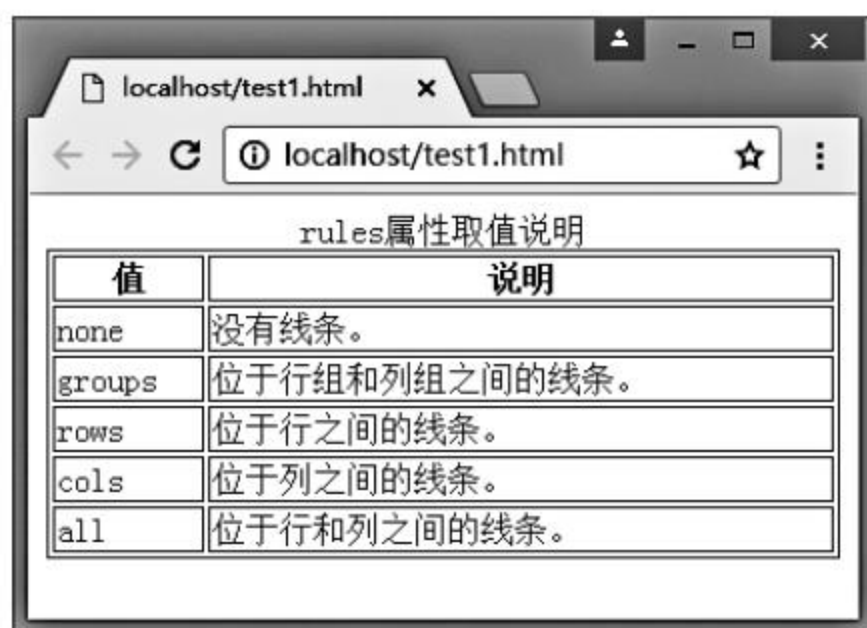 localhost/test1.html
localhost/test1.html
rules属性取值说明
值 说明
none 没有线条。
groups 位于行组和列组之间的线条。
rows 位于行之间的线条。
cols 位于列之间的线条。
all 位于行和列之间的线条。